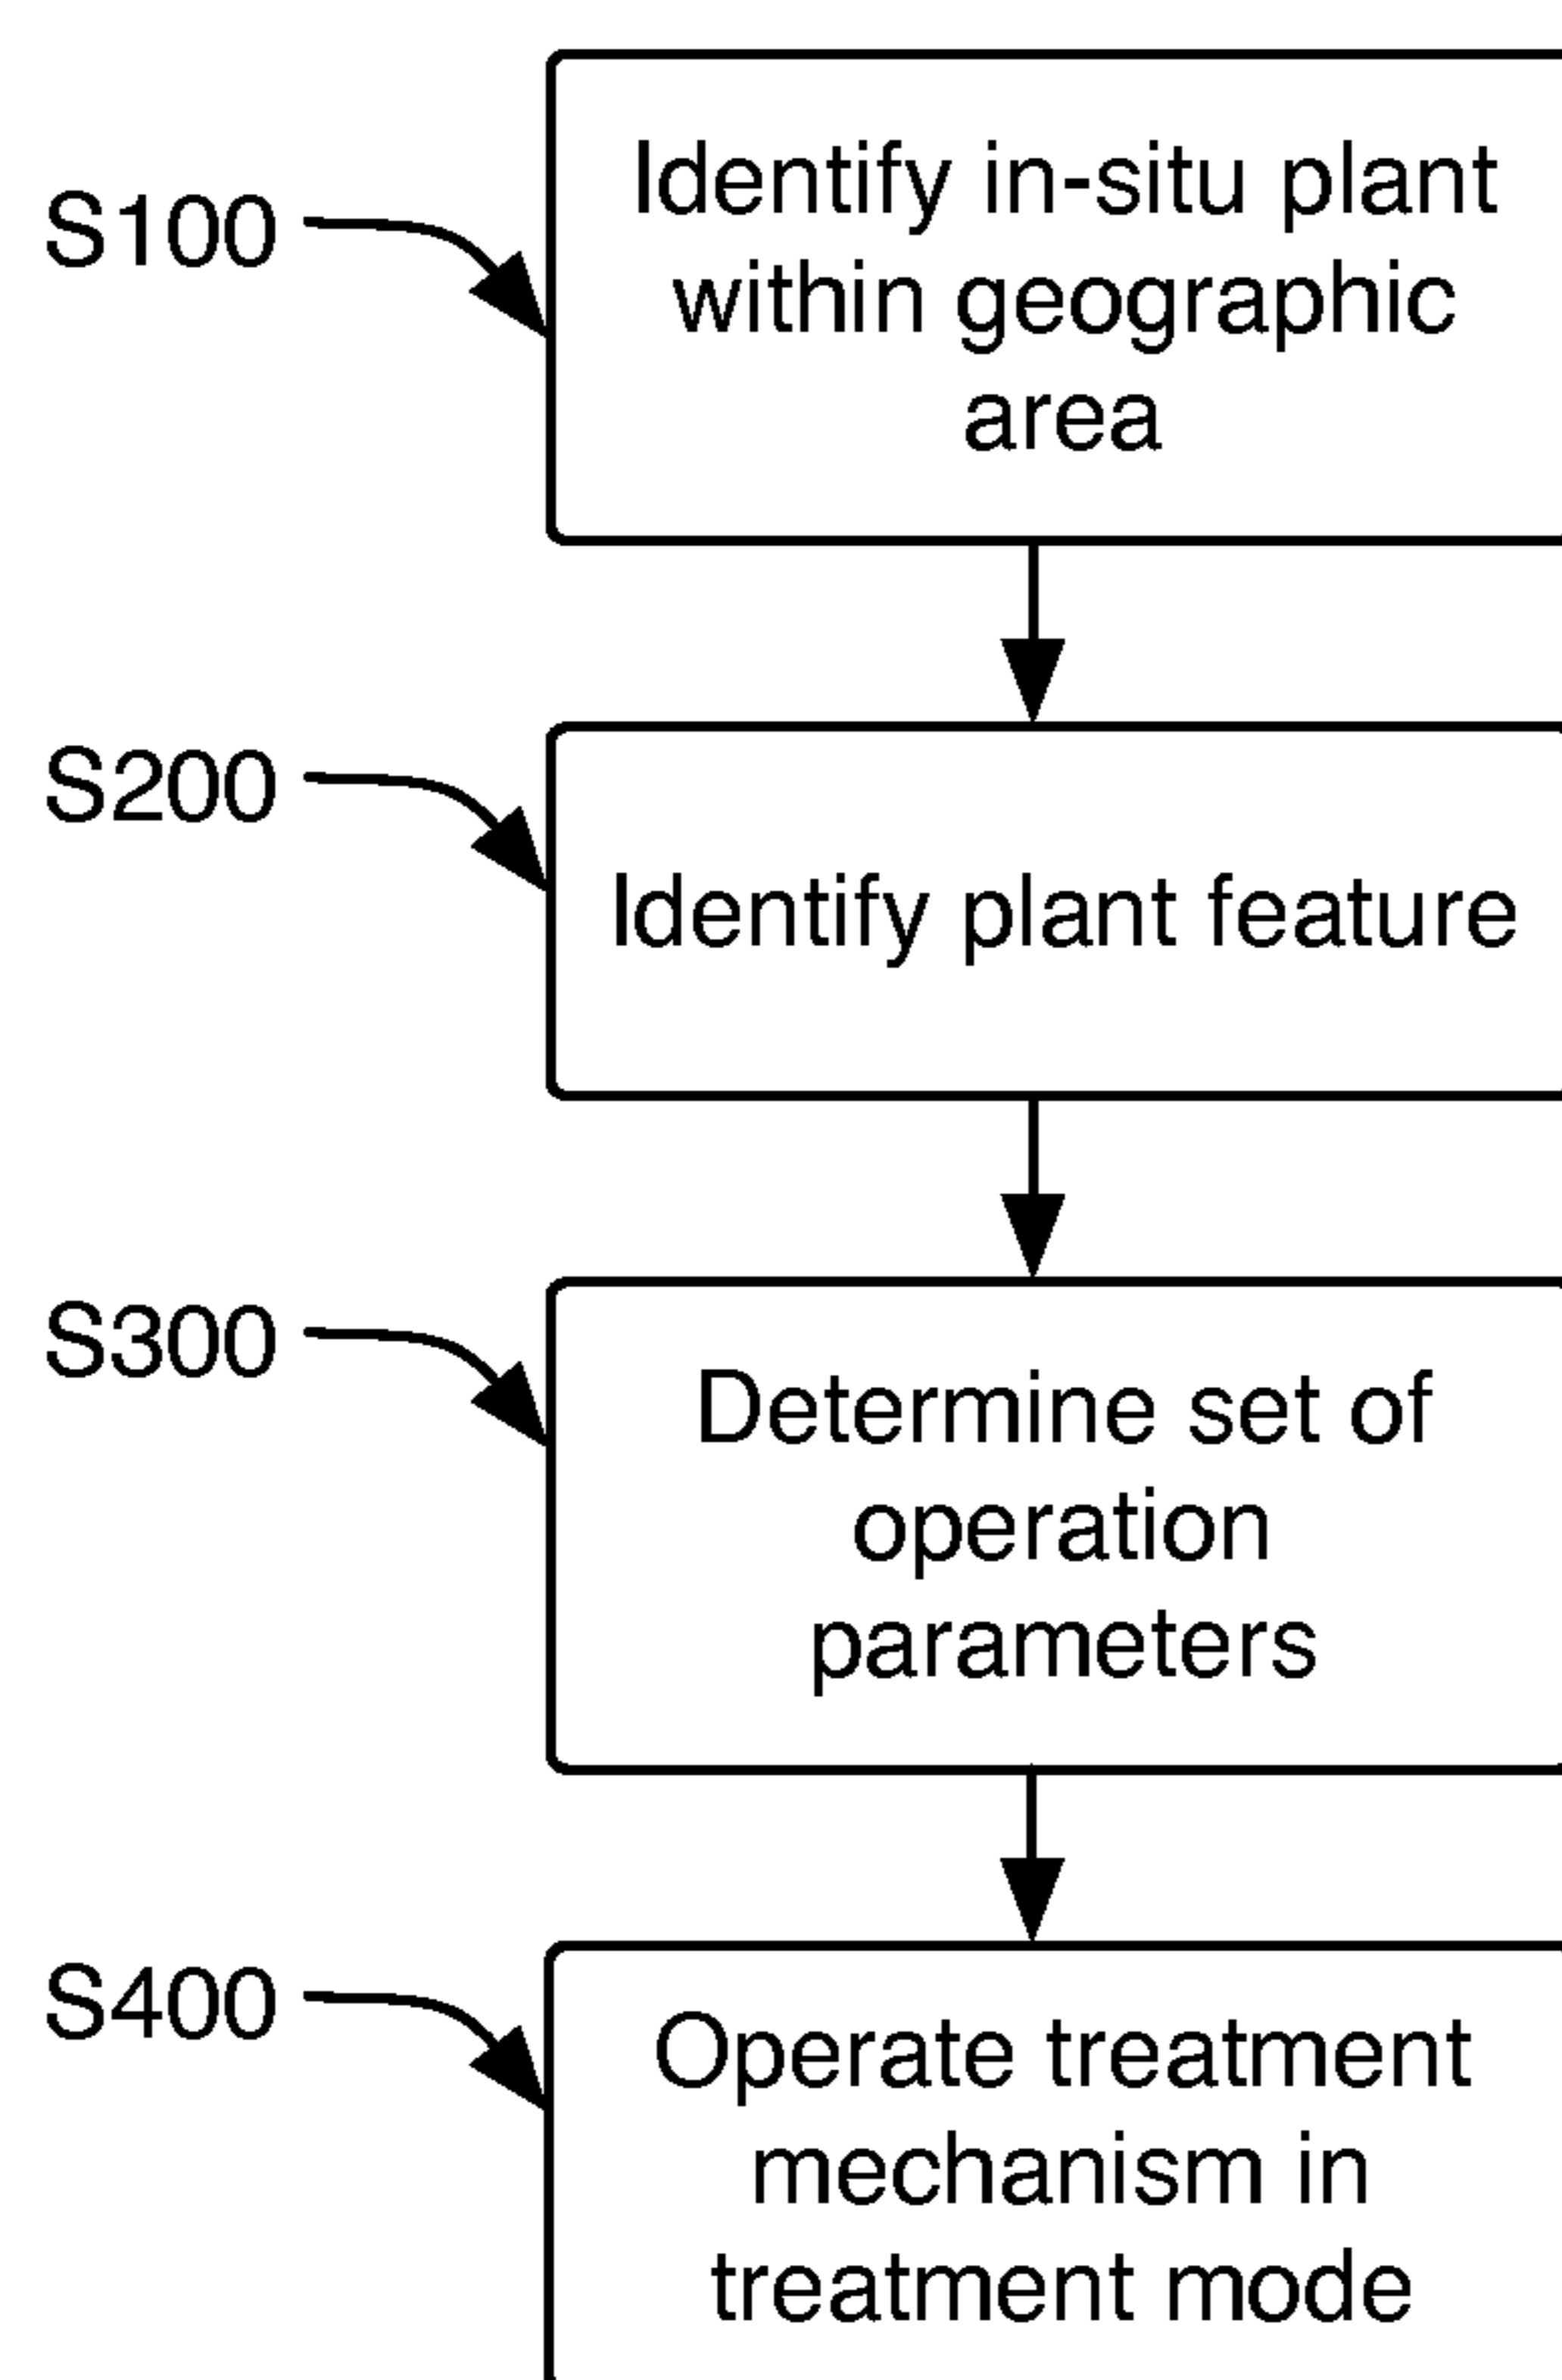 S100
Identify in-situ plant
within geographic
area
S200
Identify plant feature
S300
Determine set of
operation
parameters
S400
Operate treatment
mechanism in
treatment mode